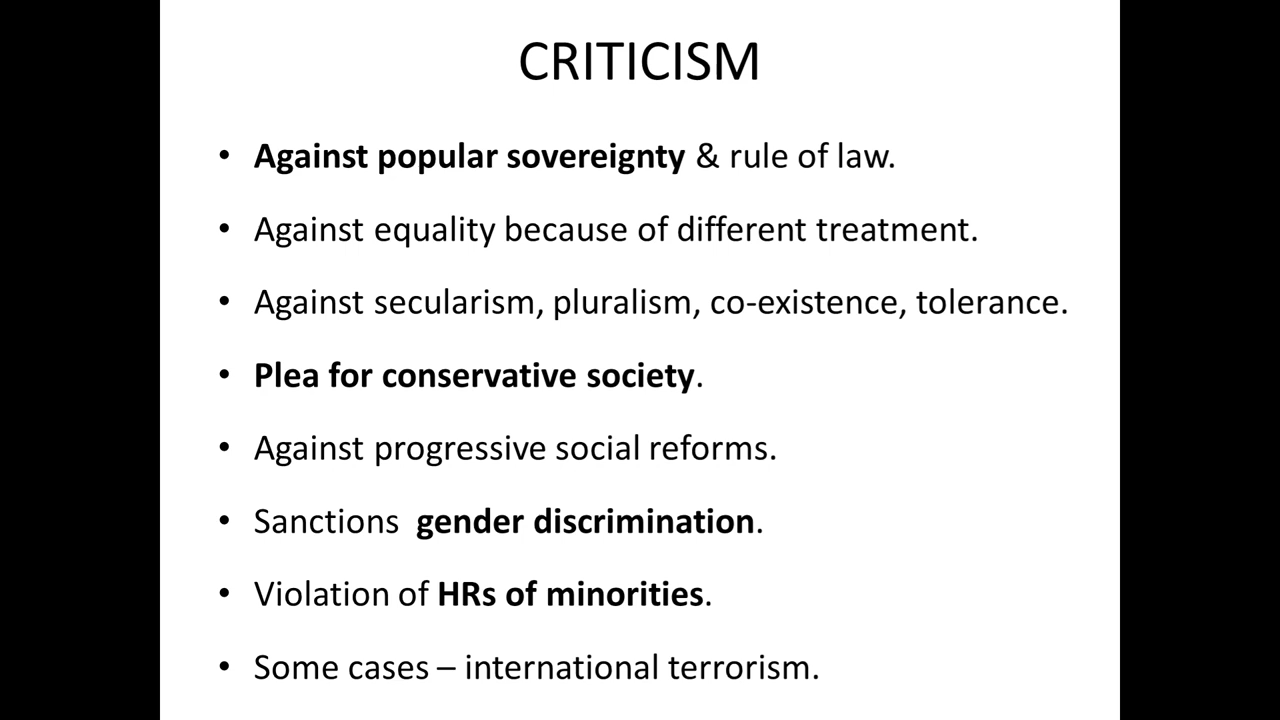 CRITICISM
• Against popular sovereignty & rule of law.
• Against equality because of different treatment.
• Against secularism, pluralism, co-existence, tolerance.
• Plea for conservative society.
• Against progressive social reforms.
• Sanctions  gender discrimination.
• Violation of HRs of minorities.
• Some cases – international terrorism.